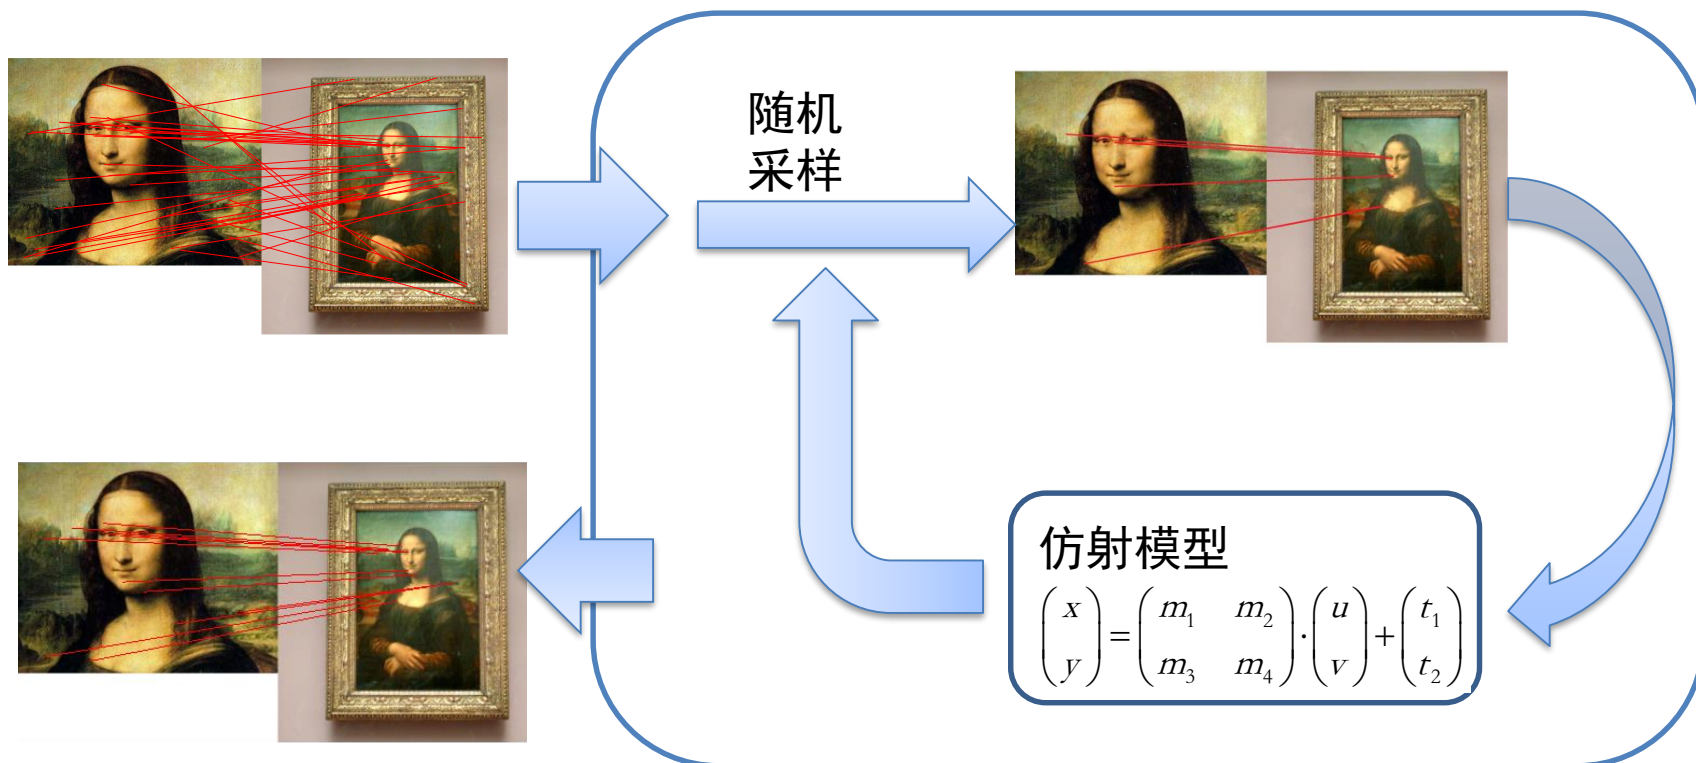 随机
采样
仿射模型
(x y) = (m₁ m₂ m₃ m₄) · (u v) + (t₁ t₂)